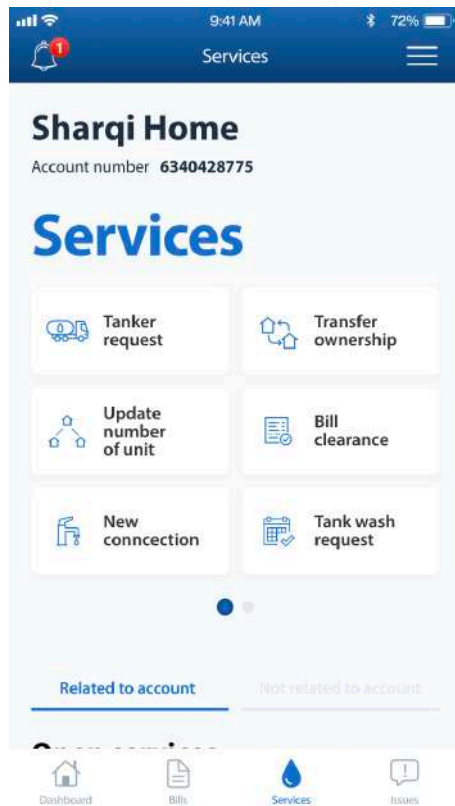 9:41 AM
72%
1
Services
Sharqi Home
Account number 6340428775
Services
Tanker
request
Transfer
ownership
Update
number
of unit
Bill
clearance
New
conncection
Tank wash
request
Related to account
Not related to account
Open services
Dashboard
Bills
Services
Issues